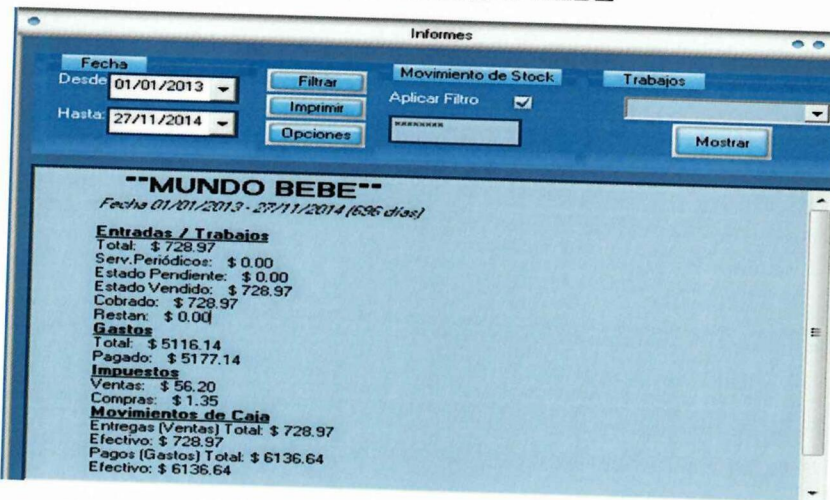 Informes
Fecha
Desde 01/01/2013
Hasta: 27/11/2014
Filtrar
Imprimir
Opciones
Movimiento de Stock
Aplicar Filtro
********
Trabajos
Mostrar
""MUNDO BEBE""
Fecha 01/01/2013 - 27/11/2014 (696 días)
Entradas / Trabajos
Total: $ 728.97
Serv.Periódicos: $ 0.00
Estado Pendiente: $ 0.00
Estado Vendido: $ 728.97
Cobrado: $ 728.97
Restan: $ 0.00
Gastos
Total: $ 5116.14
Pagado: $ 5177.14
Impuestos
Ventas: $ 56.20
Compras: $ 1.35
Movimientos de Caja
Entregas (Ventas) Total: $ 728.97
Efectivo: $ 728.97
Pagos (Gastos) Total: $ 6136.64
Efectivo: $ 6136.64